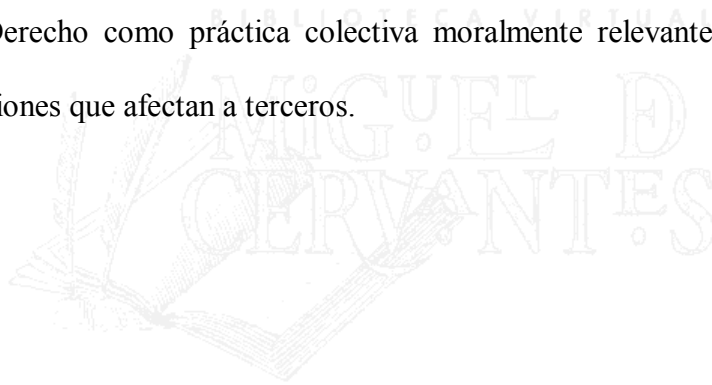 BIBLIOTECA VIRTUAL
Derecho como práctica colectiva moralmente relevante
iones que afectan a terceros.
MIGUEL D
CERVANTES